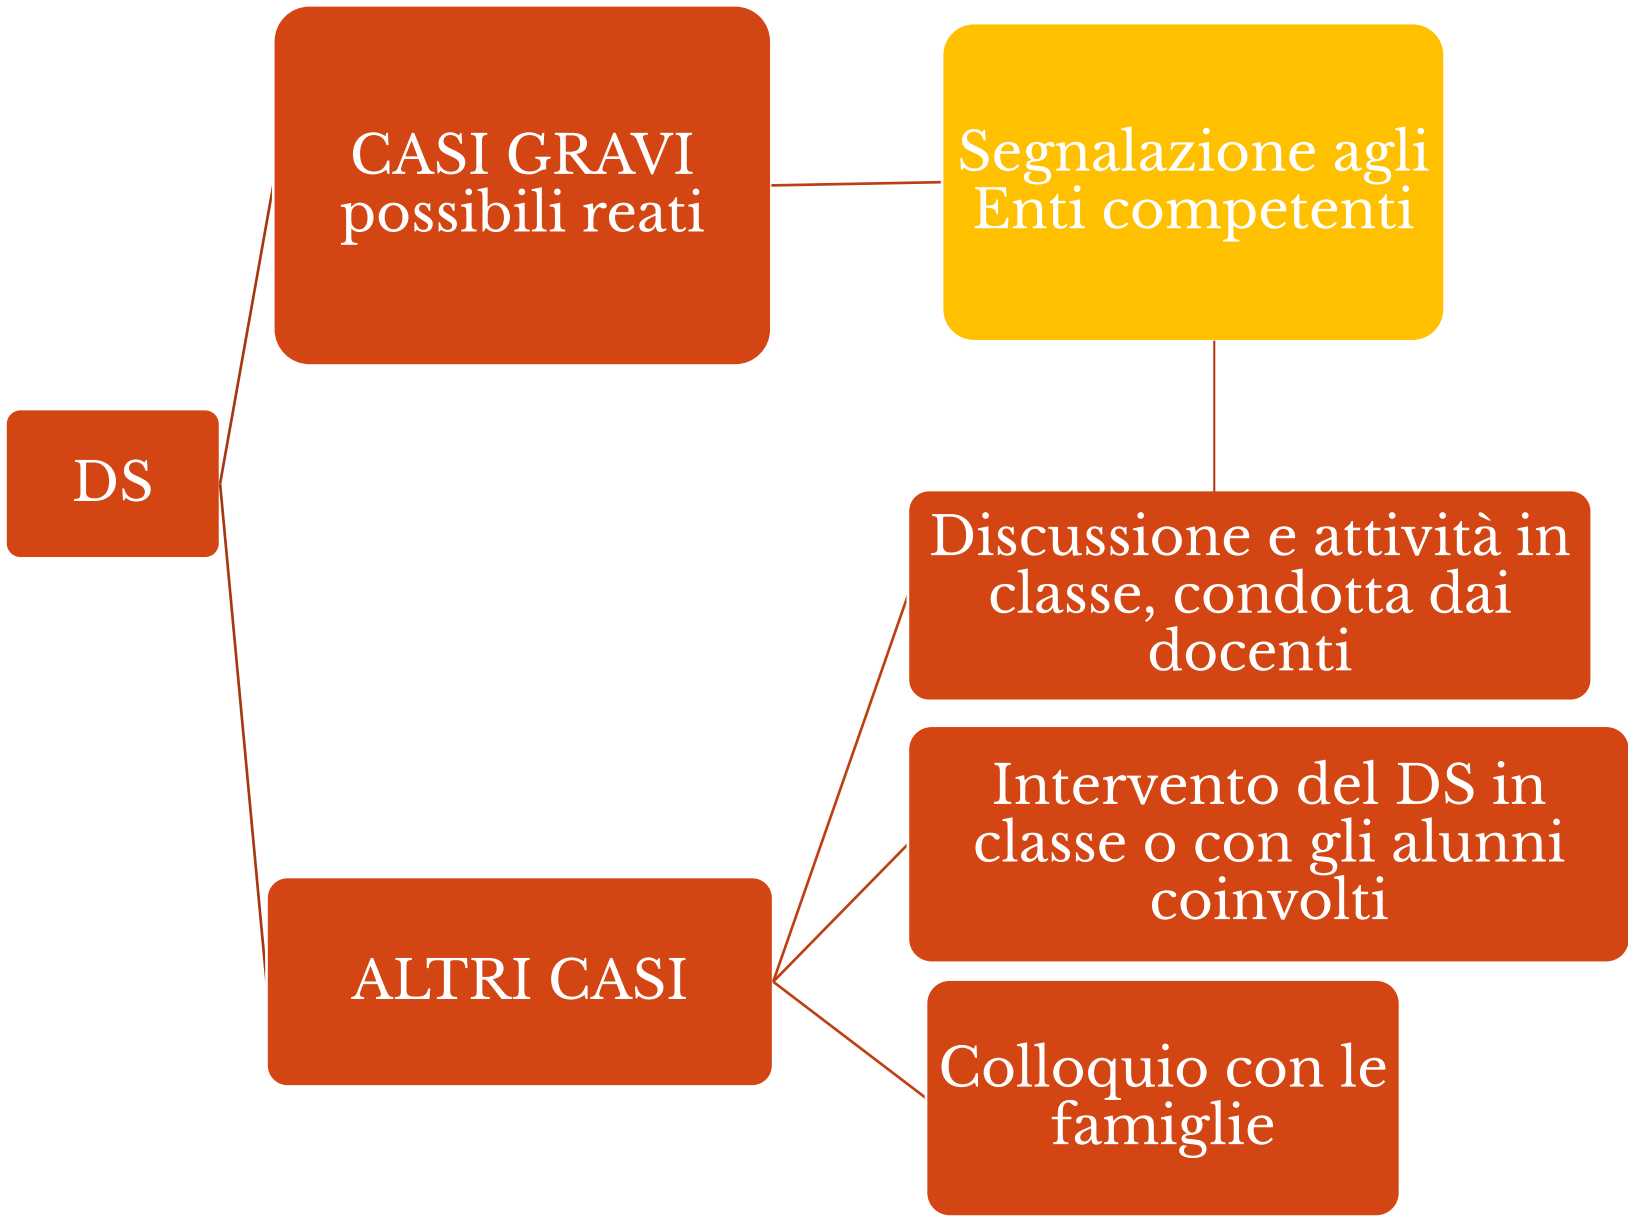 CASI GRAVI
possibili reati
Segnalazione agli
Enti competenti
DS
Discussione e attività in
classe, condotta dai
docenti
Intervento del DS in
classe o con gli alunni
coinvolti
ALTRI CASI
Colloquio con le
famiglie